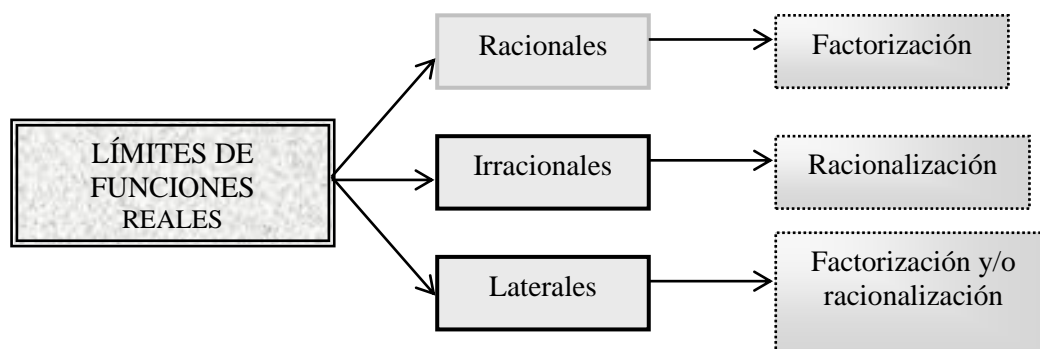 LÍMITES DE
FUNCIONES
REALES
Racionales
Factorización
Irracionales
Racionalización
Laterales
Factorización y/o
racionalización